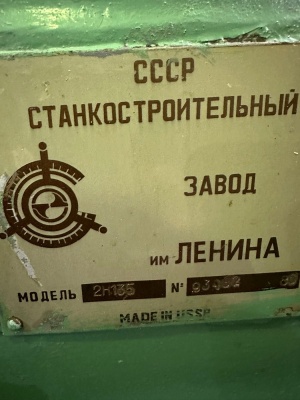 СССР
СТАНКОСТРОИТЕЛЬНЫЙ
ЗАВОД
им ЛЕНИНА
МОДЕЛЬ 2Н135 №
MADE IN USSR